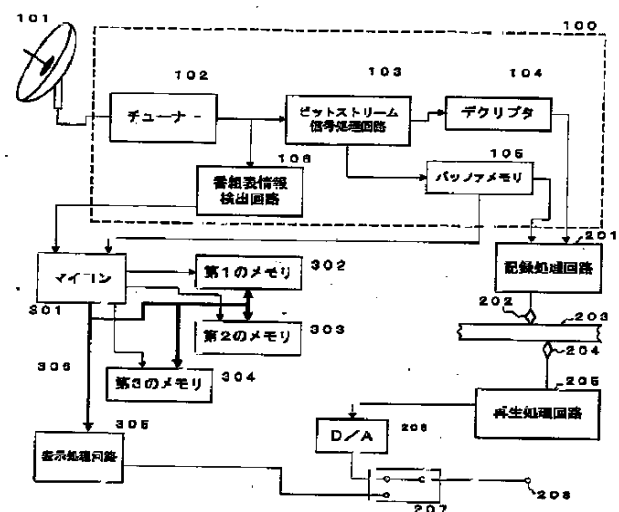 101
100
102
103
104
チューナー
ビットストリーム
信号処理回路
デクリプタ
106
105
番組表情報
検出回路
バッファメモリ
201
マイコン
第1のメモリ
302
記録処理回路
301
202
203
第2のメモリ
303
204
306
第3のメモリ
304
205
305
D/A
206
再生処理回路
表示処理回路
207
208